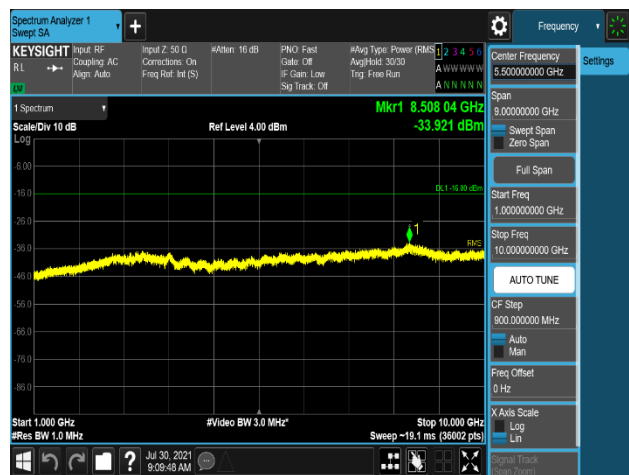 Spectrum Analyzer 1
Swept SA
Frequency
KEYSIGHT
RL
Input: RF
Coupling: AC
Align: Auto
Input Z: 50 Ω
Corrections: On
Freq Ref: Int (S)
#Atten: 16 dB
PNO: Fast
Gate: Off
IF Gain: Low
Sig Track: Off
#Avg Type: Power (RMS
Avg|Hold: 30/30
Trig: Free Run
1 2 3 4 5 6
A W W W W W
A N N N N N
Settings
Center Frequency
5.500000000 GHz
Span
9.00000000 GHz
Swept Span
Zero Span
Full Span
Start Freq
1.000000000 GHz
Stop Freq
10.000000000 GHz
AUTO TUNE
CF Step
900.000000 MHz
Auto
Man
Freq Offset
0 Hz
X Axis Scale
Log
Lin
Signal Track
(Span Zoom)
1 Spectrum
Scale/Div 10 dB
Ref Level 4.00 dBm
Mkr1 8.508 04 GHz
-33.921 dBm
Log
-6.00
-16.0
DL1 -16.00 dBm
-26.0
1
-36.0
RMS
-46.0
-56.0
-66.0
-76.0
-86.0
Start 1.000 GHz
#Video BW 3.0 MHz*
Stop 10.000 GHz
#Res BW 1.0 MHz
Sweep ~19.1 ms (36002 pts)
?
Jul 30, 2021
9:09:48 AM